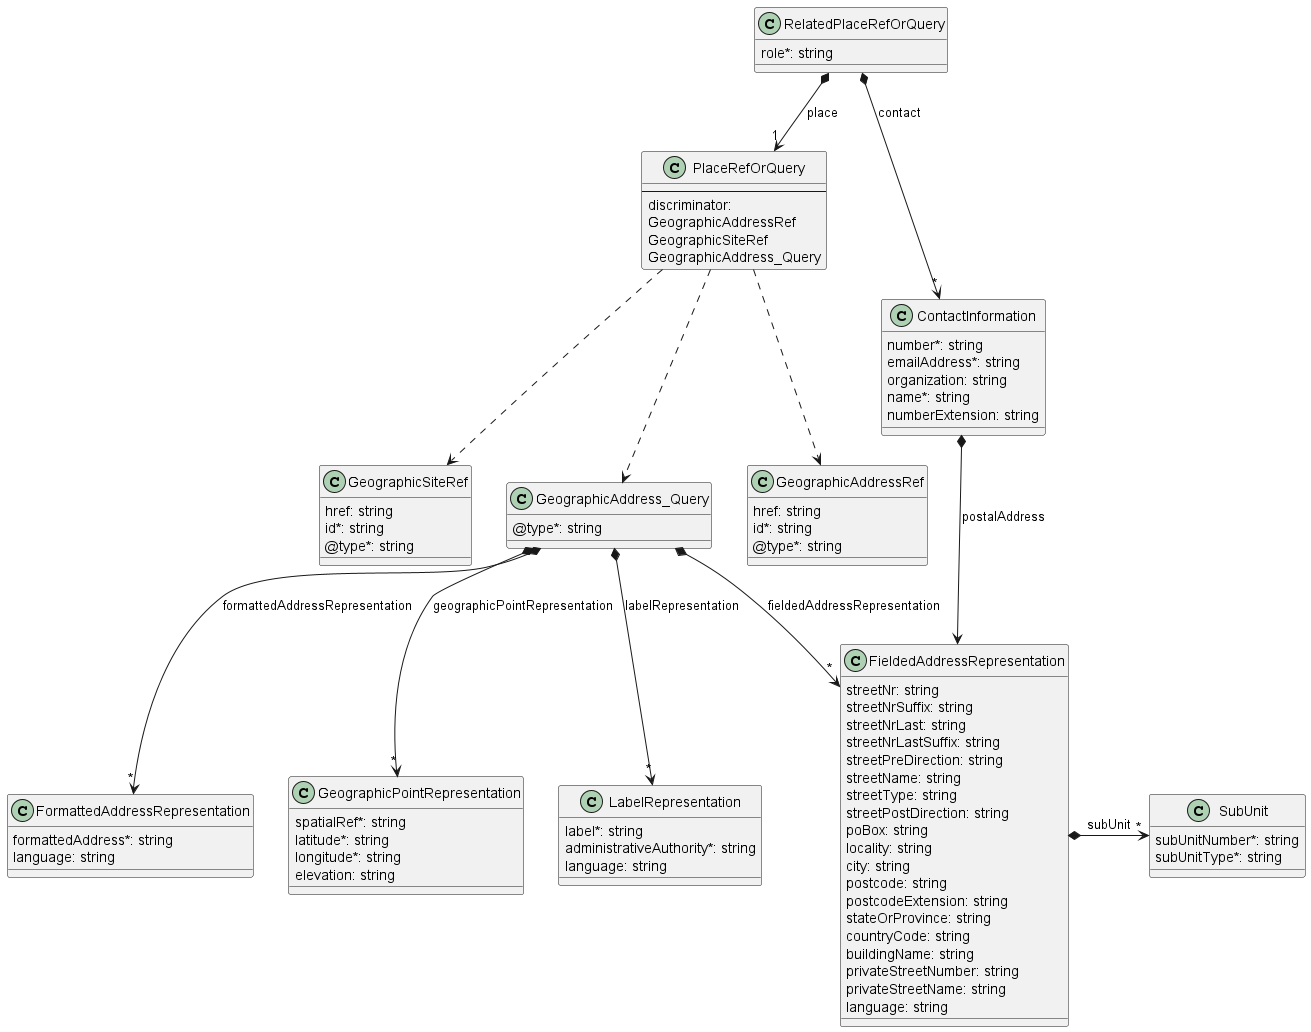 C RelatedPlaceRefOrQuery
role*: string
place
contact
1
C PlaceRefOrQuery
discriminator:
GeographicAddressRef
GeographicSiteRef
GeographicAddress_Query
*
C ContactInformation
number*: string
emailAddress*: string
organization: string
name*: string
numberExtension: string
C GeographicSiteRef
href: string
id*: string
@type*: string
C GeographicAddress_Query
@type*: string
C GeographicAddressRef
href: string
id*: string
@type*: string
postalAddress
formattedAddressRepresentation
geographicPointRepresentation
labelRepresentation
fieldedAddressRepresentation
*
*
*
*
C FieldedAddressRepresentation
streetNr: string
streetNrSuffix: string
streetNrLast: string
streetNrLastSuffix: string
streetPreDirection: string
streetName: string
streetType: string
streetPostDirection: string
poBox: string
locality: string
city: string
postcode: string
postcodeExtension: string
stateOrProvince: string
countryCode: string
buildingName: string
privateStreetNumber: string
privateStreetName: string
language: string
C FormattedAddressRepresentation
formattedAddress*: string
language: string
C GeographicPointRepresentation
spatialRef*: string
latitude*: string
longitude*: string
elevation: string
C LabelRepresentation
label*: string
administrativeAuthority*: string
language: string
subUnit *
C SubUnit
subUnitNumber*: string
subUnitType*: string